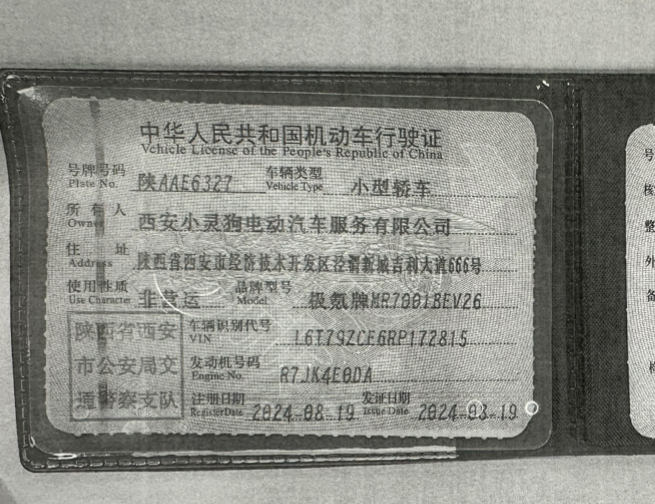 中华人民共和国机动车行驶证
Vehicle License of the People's Republic of China
号牌号码 陕AAE6327 车辆类型 小型轿车
Plate No. Vehicle Type
所有人 西安小灵狗电动汽车服务有限公司
Owner
住址 陕西省西安市经济技术开发区泾渭新城吉利大道666号
Address
使用性质 非营运 品牌型号 极氪牌MR7001BEV26
Use Character Model
陕西省西安 车辆识别代号 L6T79ZCE6RP172815
VIN
市公安局交 发动机号码 R7JK4E0DA
Engine No.
通警察支队 注册日期 2024-08-19 发证日期 2024-08-19
Register Date Issue Date
号
核
整
外
备